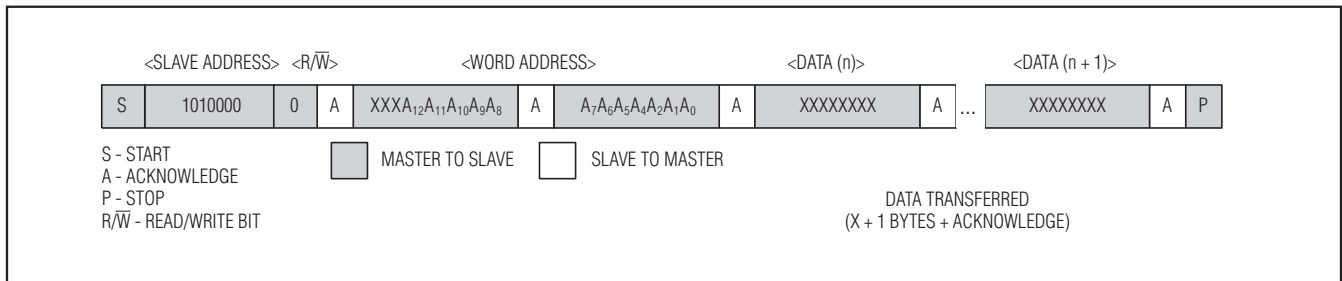 <SLAVE ADDRESS> <R/W̅> <WORD ADDRESS> <DATA (n)> <DATA (n + 1)>
S 1010000 0 A XXXA₁₂A₁₁A₁₀A₉A₈ A A₇A₆A₅A₄A₂A₁A₀ A XXXXXXXX A ... XXXXXXXX A P
S - START
A - ACKNOWLEDGE
P - STOP
R/W̅ - READ/WRITE BIT
MASTER TO SLAVE SLAVE TO MASTER
DATA TRANSFERRED
(X + 1 BYTES + ACKNOWLEDGE)